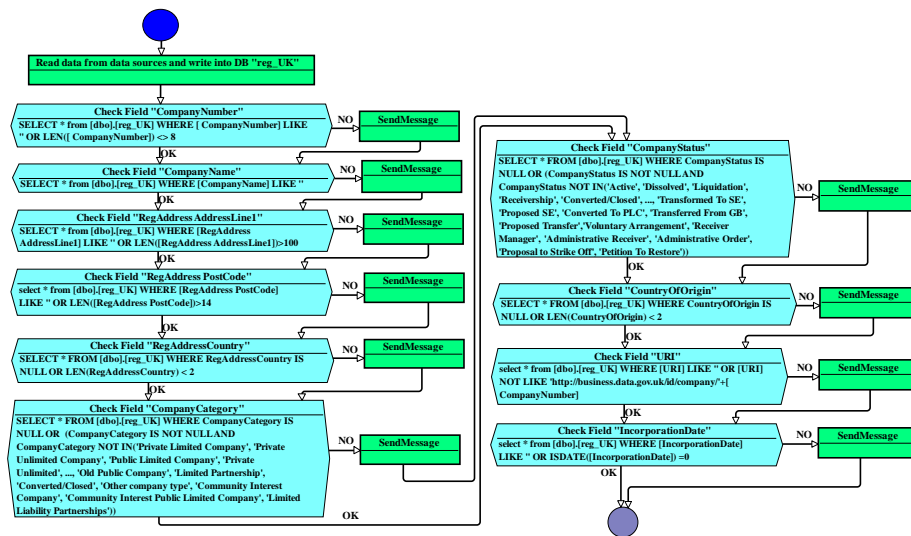 Read data from data sources and write into DB "reg_UK"
Check Field "CompanyNumber"
SELECT * from [dbo].[reg_UK] WHERE [ CompanyNumber] LIKE
'' OR LEN([ CompanyNumber]) <> 8
NO
SendMessage
OK
Check Field "CompanyName"
SELECT * from [dbo].[reg_UK] WHERE [CompanyName] LIKE ''
NO
SendMessage
OK
Check Field "RegAddress AddressLine1"
SELECT * from [dbo].[reg_UK] WHERE [RegAddress
AddressLine1] LIKE '' OR LEN([RegAddress AddressLine1])>100
NO
SendMessage
OK
Check Field "RegAddress PostCode"
select * from [dbo].[reg_UK] WHERE [RegAddress PostCode]
LIKE '' OR LEN([RegAddress PostCode])>14
NO
SendMessage
OK
Check Field "RegAddressCountry"
SELECT * FROM [dbo].[reg_UK] WHERE RegAddressCountry IS
NULL OR LEN(RegAddressCountry) < 2
NO
SendMessage
OK
Check Field "CompanyCategory"
SELECT * FROM [dbo].[reg_UK] WHERE CompanyCategory IS
NULL OR (CompanyCategory IS NOT NULLAND
CompanyCategory NOT IN('Private Limited Company', 'Private
Unlimited Company', 'Public Limited Company', 'Private
Unlimited', ..., 'Old Public Company', 'Limited Partnership',
'Converted/Closed', 'Other company type', 'Community Interest
Company', 'Community Interest Public Limited Company', 'Limited
Liability Partnerships'))
NO
SendMessage
OK
Check Field "CompanyStatus"
SELECT * FROM [dbo].[reg_UK] WHERE CompanyStatus IS
NULL OR (CompanyStatus IS NOT NULLAND
CompanyStatus NOT IN('Active', 'Dissolved', 'Liquidation',
'Receivership', 'Converted/Closed', ..., 'Transformed To SE',
'Proposed SE', 'Converted To PLC', 'Transferred From GB',
'Proposed Transfer','Voluntary Arrangement', 'Receiver
Manager', 'Administrative Receiver', 'Administrative Order',
'Proposal to Strike Off', 'Petition To Restore'))
NO
SendMessage
OK
Check Field "CountryOfOrigin"
SELECT * FROM [dbo].[reg_UK] WHERE CountryOfOrigin IS
NULL OR LEN(CountryOfOrigin) < 2
NO
SendMessage
OK
Check Field "URI"
select * from [dbo].[reg_UK] WHERE [URI] LIKE '' OR [URI]
NOT LIKE 'http://business.data.gov.uk/id/company/'+[
CompanyNumber]
NO
SendMessage
OK
Check Field "IncorporationDate"
select * from [dbo].[reg_UK] WHERE [IncorporationDate]
LIKE '' OR ISDATE([IncorporationDate]) =0
NO
SendMessage
OK